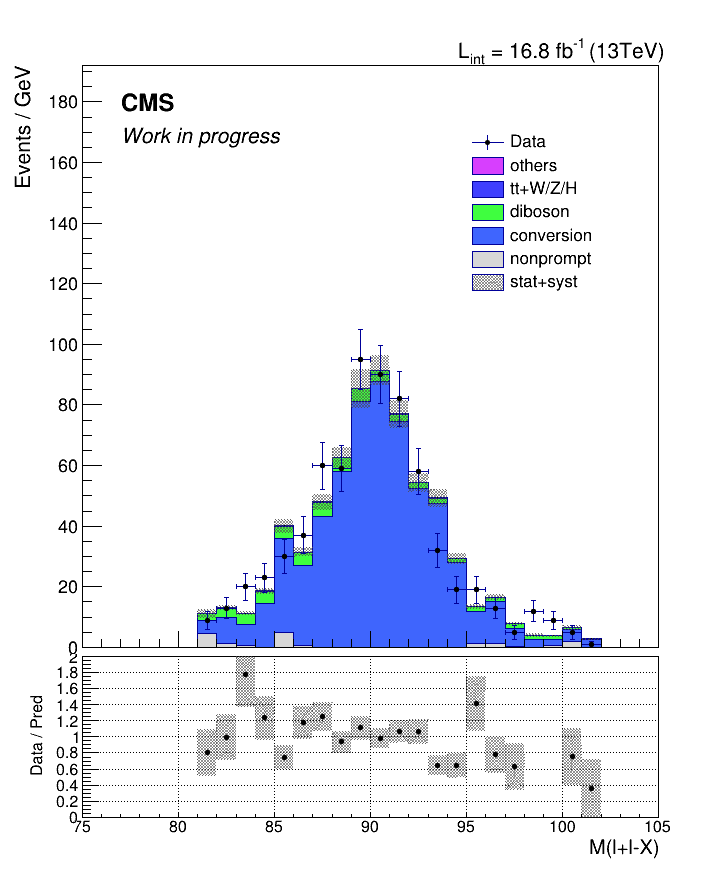 L_int = 16.8 fb^-1 (13TeV)
Events / GeV
CMS
Work in progress
Data
others
tt+W/Z/H
diboson
conversion
nonprompt
stat+syst
180
160
140
120
100
80
60
40
20
0
Data / Pred
2
1.8
1.6
1.4
1.2
1
0.8
0.6
0.4
0.2
0
75 80 85 90 95 100 105
M(l+l-X)